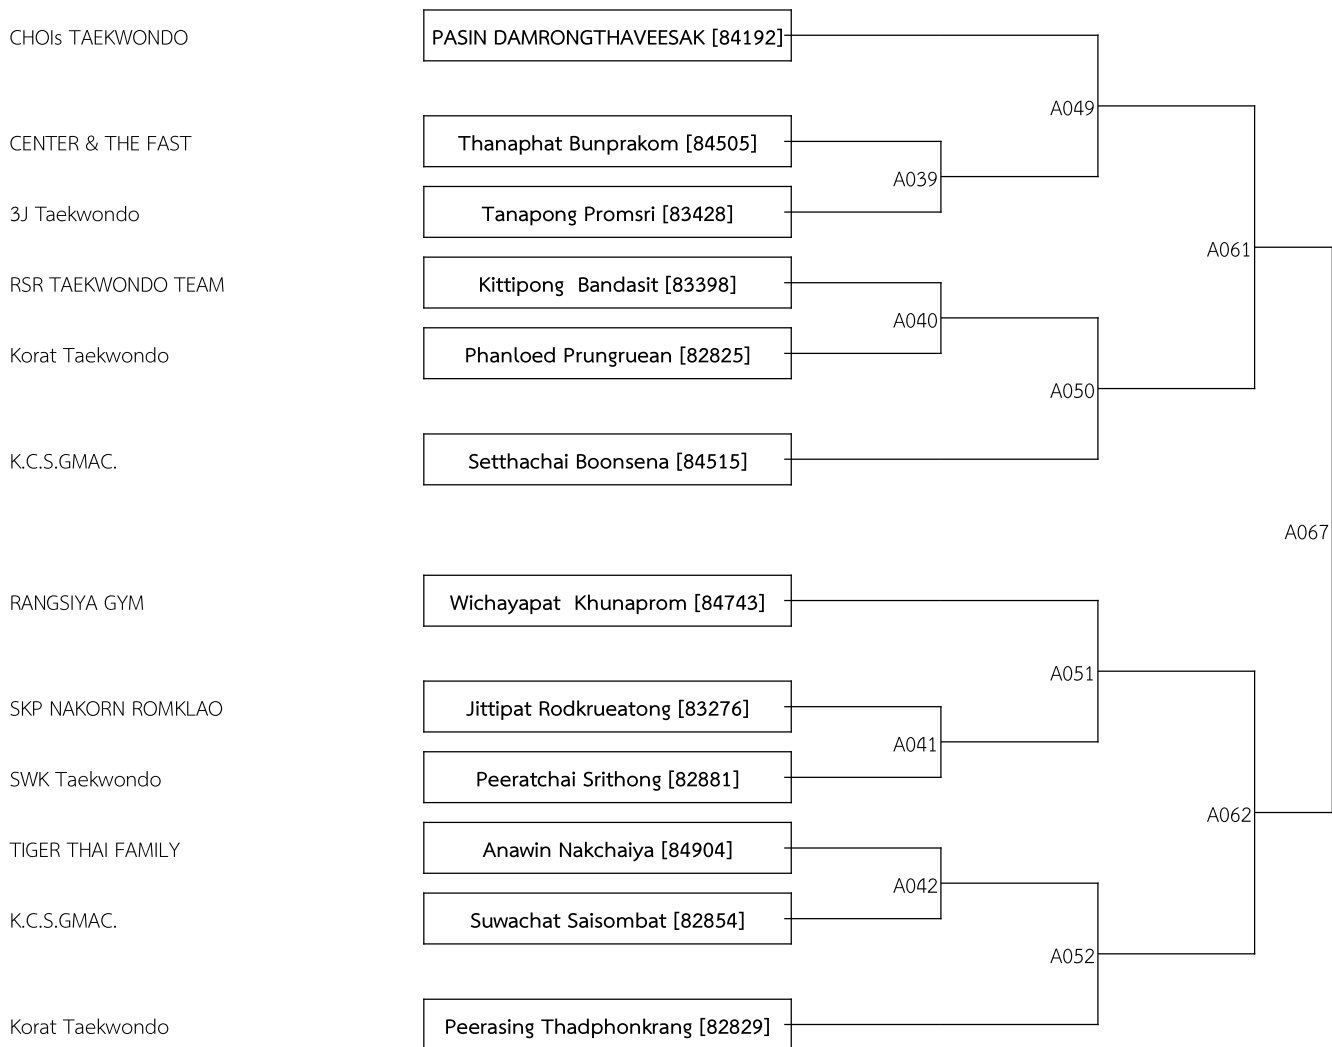 CHOIs TAEKWONDO PASIN DAMRONGTHAVEESAK [84192]
A049
CENTER & THE FAST Thanaphat Bunprakom [84505]
A039
3J Taekwondo Tanapong Promsri [83428]
A061
RSR TAEKWONDO TEAM Kittipong  Bandasit [83398]
A040
Korat Taekwondo Phanloed Prungruean [82825]
A050
K.C.S.GMAC. Setthachai Boonsena [84515]
A067
RANGSIYA GYM Wichayapat  Khunaprom [84743]
A051
SKP NAKORN ROMKLAO Jittipat Rodkrueatong [83276]
A041
SWK Taekwondo Peeratchai Srithong [82881]
A062
TIGER THAI FAMILY Anawin Nakchaiya [84904]
A042
K.C.S.GMAC. Suwachat Saisombat [82854]
A052
Korat Taekwondo Peerasing Thadphonkrang [82829]